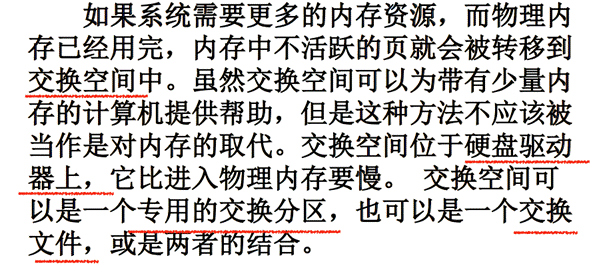 如果系统需要更多的内存资源，而物理内
存已经用完，内存中不活跃的页就会被转移到
交换空间中。虽然交换空间可以为带有少量内
存的计算机提供帮助，但是这种方法不应该被
当作是对内存的取代。交换空间位于硬盘驱动
器上，它比进入物理内存要慢。 交换空间可
以是一个专用的交换分区，也可以是一个交换
文件，或是两者的结合。